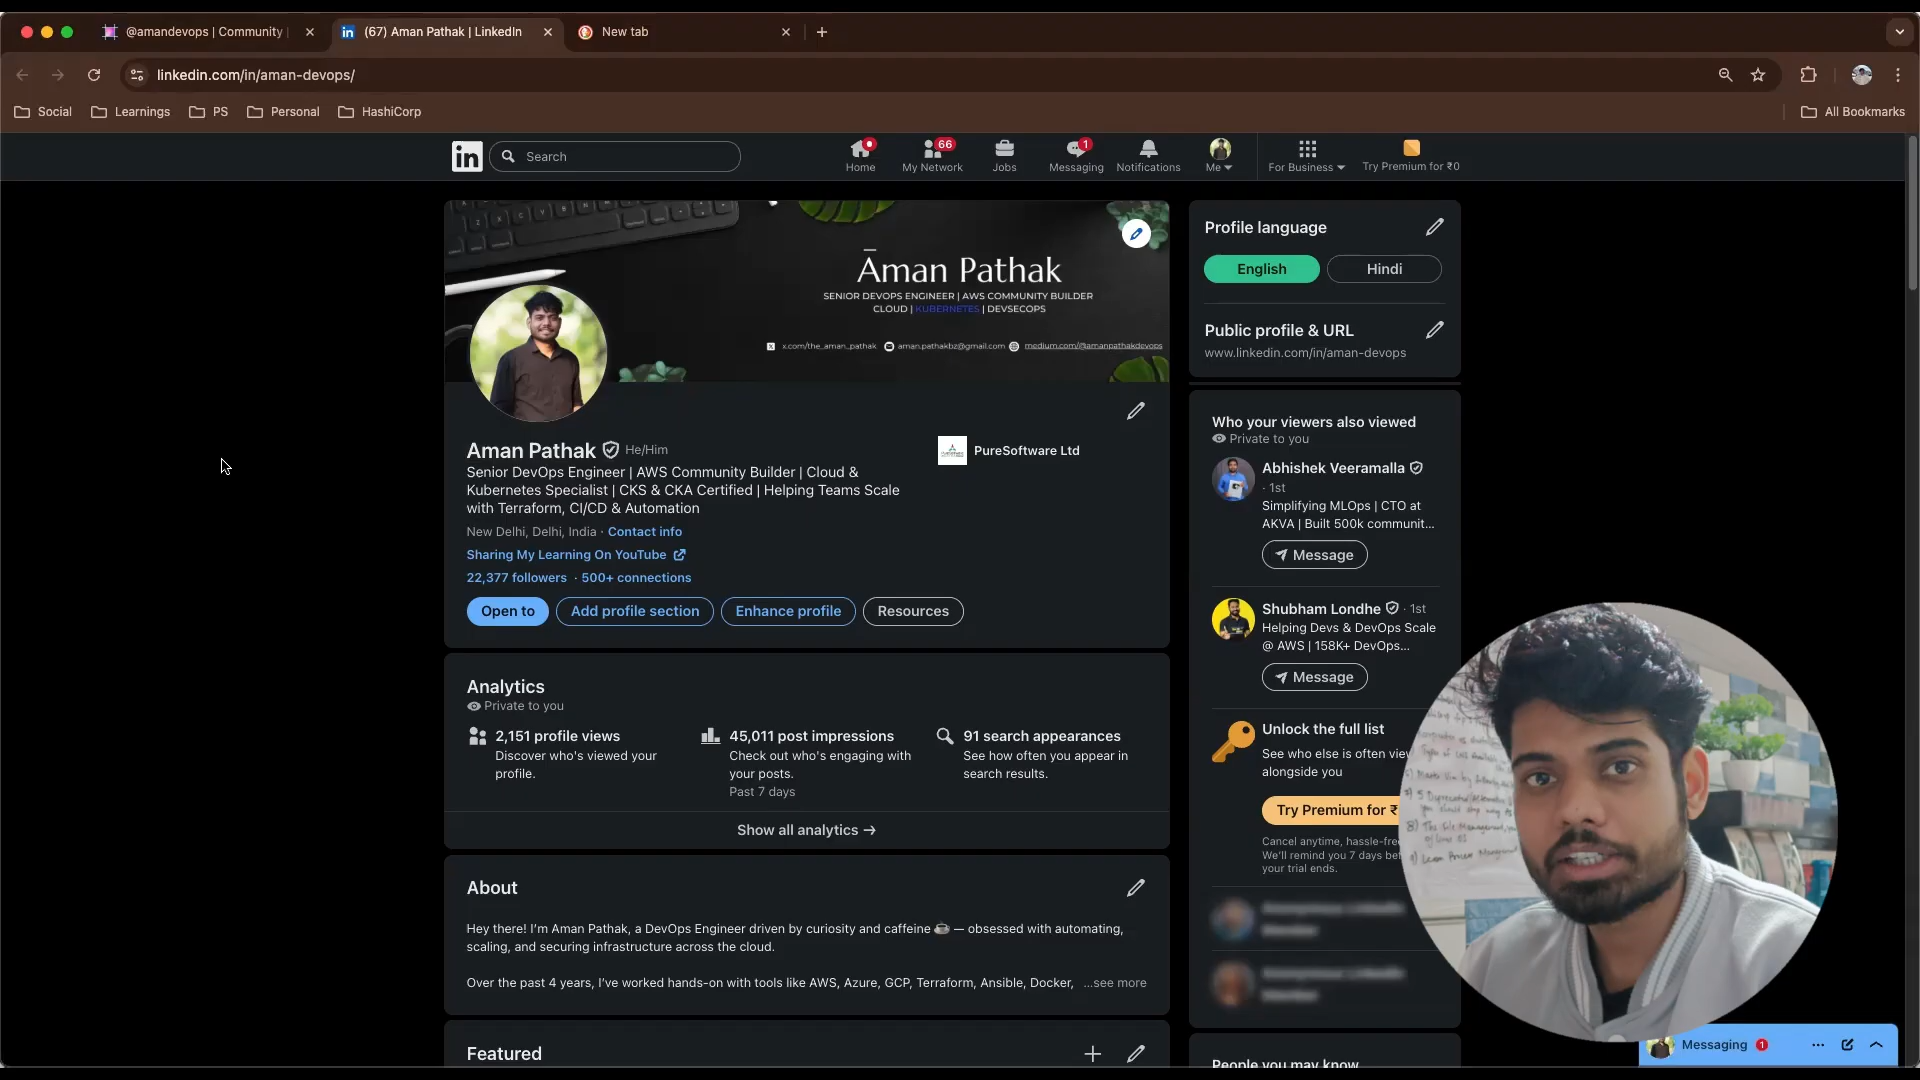 @amandevops | Community
(67) Aman Pathak | LinkedIn
New tab
linkedin.com/in/aman-devops/
Social
Learnings
PS
Personal
HashiCorp
All Bookmarks
in
Search
Home
66
My Network
Jobs
1
Messaging
Notifications
Me
For Business
Try Premium for ₹0
Aman Pathak
SENIOR DEVOPS ENGINEER | AWS COMMUNITY BUILDER
CLOUD | KUBERNETES | DEVSECOPS
x.com/the_aman_pathak
aman.pathakbz@gmail.com
medium.com/@amanpathakdevops
Aman Pathak He/Him
Senior DevOps Engineer | AWS Community Builder | Cloud &
Kubernetes Specialist | CKS & CKA Certified | Helping Teams Scale
with Terraform, CI/CD & Automation
PureSoftware Ltd
New Delhi, Delhi, India · Contact info
Sharing My Learning On YouTube
22,377 followers · 500+ connections
Open to
Add profile section
Enhance profile
Resources
Analytics
Private to you
2,151 profile views
Discover who's viewed your
profile.
45,011 post impressions
Check out who's engaging with
your posts.
Past 7 days
91 search appearances
See how often you appear in
search results.
Show all analytics →
About
Hey there! I'm Aman Pathak, a DevOps Engineer driven by curiosity and caffeine ☕ — obsessed with automating,
scaling, and securing infrastructure across the cloud.
Over the past 4 years, I've worked hands-on with tools like AWS, Azure, GCP, Terraform, Ansible, Docker, ...see more
Featured
Profile language
English
Hindi
Public profile & URL
www.linkedin.com/in/aman-devops
Who your viewers also viewed
Private to you
Abhishek Veeramalla
· 1st
Simplifying MLOps | CTO at
AKVA | Built 500k communit...
Message
Shubham Londhe · 1st
Helping Devs & DevOps Scale
@ AWS | 158K+ DevOps...
Message
Unlock the full list
See who else is often
alongside you
Try Premium for ₹
Cancel anytime, hassle-
We'll remind you 7 days
your trial ends.
People you may know
Messaging 1